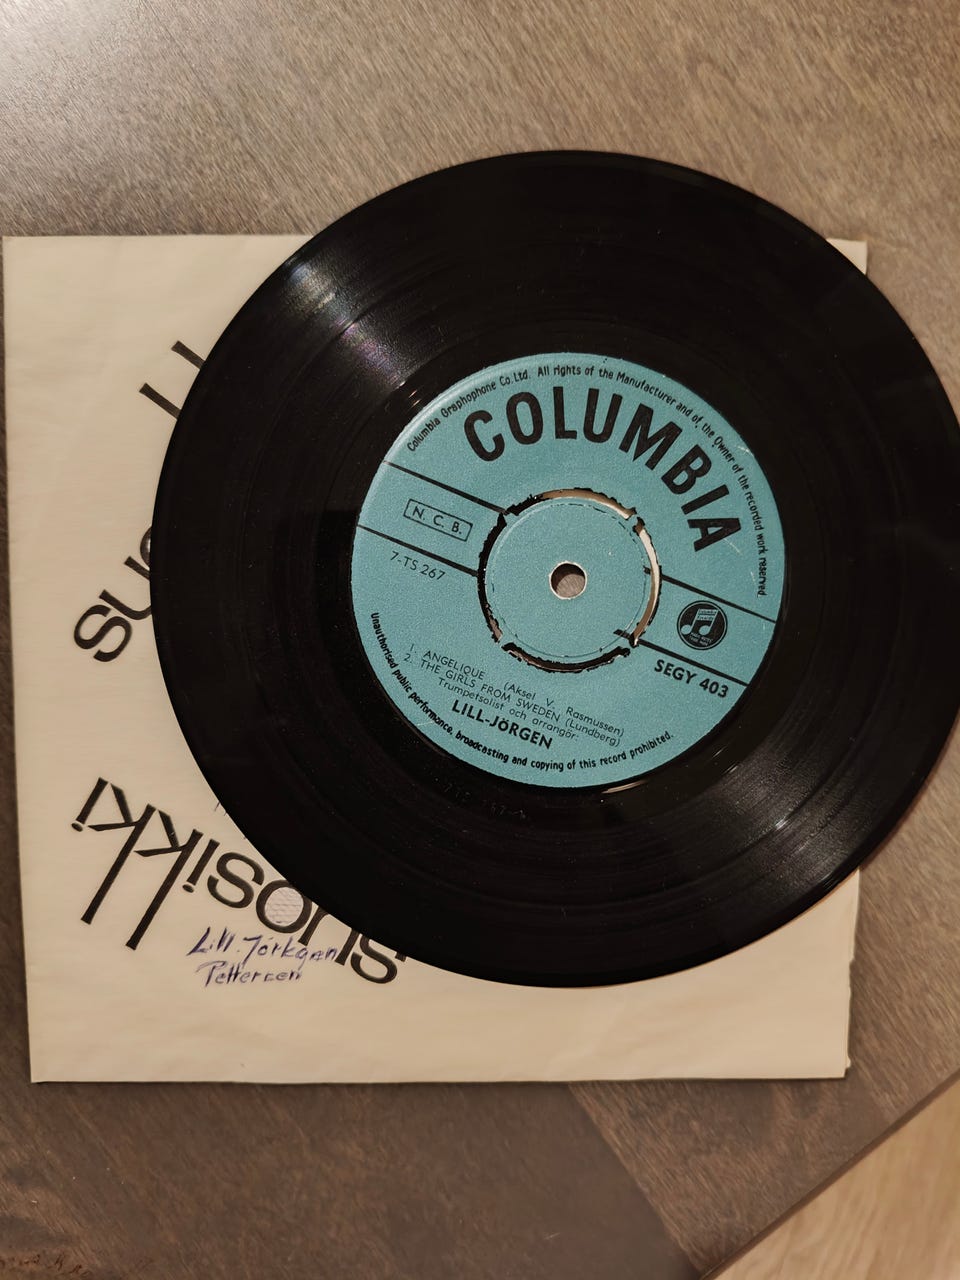 Columbia Graphophone Co. Ltd. All rights of the Manufacturer and of the Owner of the recorded work reserved.
COLUMBIA
N. C. B.
7-TS 267
SEGY 403
1. ANGELIQUE (Aksel V. Rasmussen)
2. THE GIRLS FROM SWEDEN (Lundberg)
Trumpetsolist och arrangör:
LILL-JÖRGEN
Unauthorised public performance, broadcasting and copying of this record prohibited.
Lill. Jörkgen
Pettersen